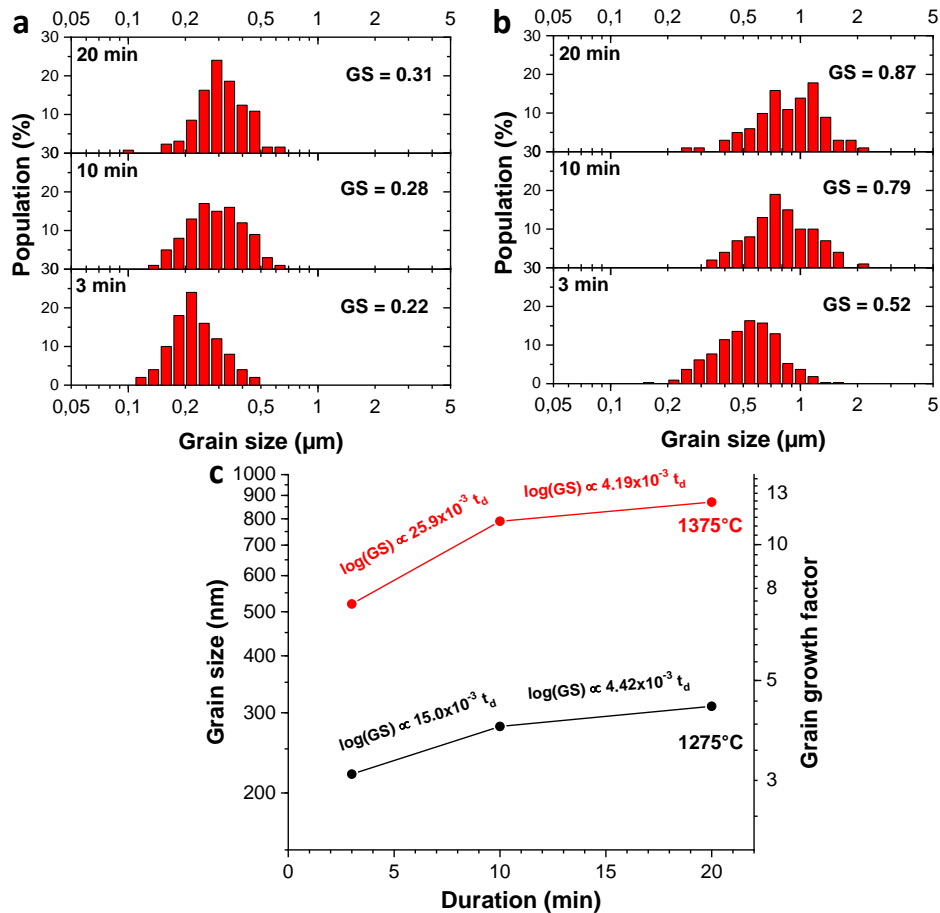 a
0,05 0,1 0,2 0,5 1 2 5
30
20 min
GS = 0.31
20
10
30
10 min
GS = 0.28
20
10
30
3 min
GS = 0.22
20
10
0
Population (%)
0,05 0,1 0,2 0,5 1 2 5
Grain size (µm)
b
0,05 0,1 0,2 0,5 1 2 5
30
20 min
GS = 0.87
20
10
30
10 min
GS = 0.79
20
10
30
3 min
GS = 0.52
20
10
0
Population (%)
0,05 0,1 0,2 0,5 1 2 5
Grain size (µm)
c
1000
900
800
700
600
500
400
300
200
Grain size (nm)
log(GS) ∝ 25.9x10⁻³ t_d
log(GS) ∝ 4.19x10⁻³ t_d
1375°C
log(GS) ∝ 15.0x10⁻³ t_d
log(GS) ∝ 4.42x10⁻³ t_d
1275°C
13
10
8
5
3
Grain growth factor
0 5 10 15 20
Duration (min)